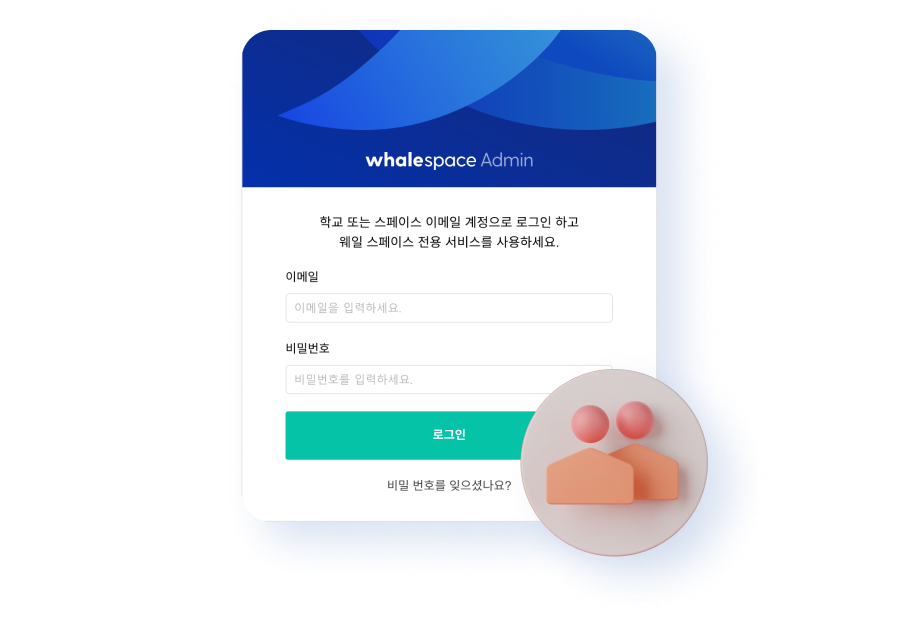 whalespace Admin
학교 또는 스페이스 이메일 계정으로 로그인 하고
웨일 스페이스 전용 서비스를 사용하세요.
이메일
이메일을 입력하세요.
비밀번호
비밀번호를 입력하세요.
로그인
비밀 번호를 잊으셨나요?